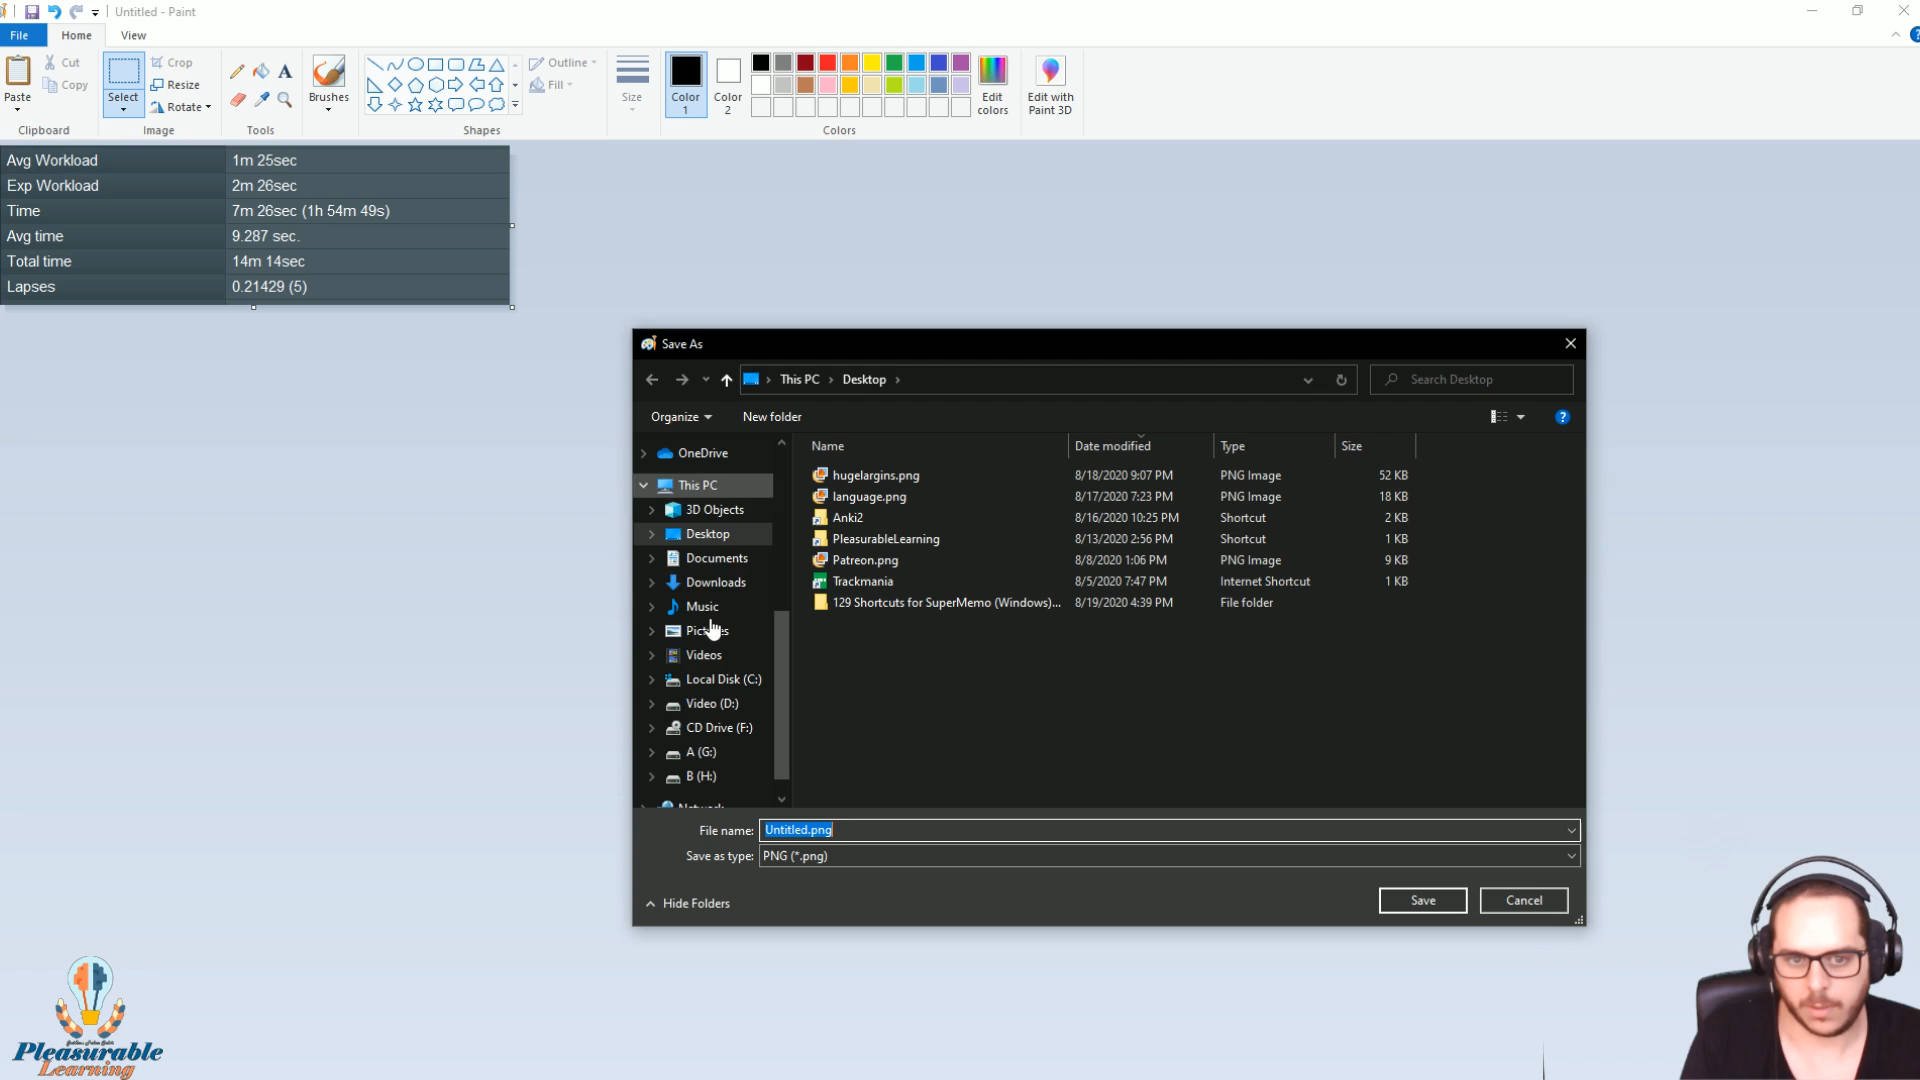 Untitled - Paint
File
Home
View
Paste
Cut
Copy
Clipboard
Select
Crop
Resize
Rotate
Image
A
Tools
Brushes
Shapes
Outline
Fill
Size
Color 1
Color 2
Edit colors
Colors
Edit with Paint 3D
Avg Workload 1m 25sec
Exp Workload 2m 26sec
Time 7m 26sec (1h 54m 49s)
Avg time 9.287 sec.
Total time 14m 14sec
Lapses 0.21429 (5)
Save As
This PC › Desktop ›
Search Desktop
Organize
New folder
?
OneDrive
This PC
3D Objects
Desktop
Documents
Downloads
Music
Pictures
Videos
Local Disk (C:)
Video (D:)
CD Drive (F:)
A (G:)
B (H:)
Network
Name Date modified Type Size
hugelargins.png 8/18/2020 9:07 PM PNG Image 52 KB
language.png 8/17/2020 7:23 PM PNG Image 18 KB
Anki2 8/16/2020 10:25 PM Shortcut 2 KB
PleasurableLearning 8/13/2020 2:56 PM Shortcut 1 KB
Patreon.png 8/8/2020 1:06 PM PNG Image 9 KB
Trackmania 8/5/2020 7:47 PM Internet Shortcut 1 KB
129 Shortcuts for SuperMemo (Windows)... 8/19/2020 4:39 PM File folder
File name: Untitled.png
Save as type: PNG (*.png)
Hide Folders
Save
Cancel
Pleasurable
Learning